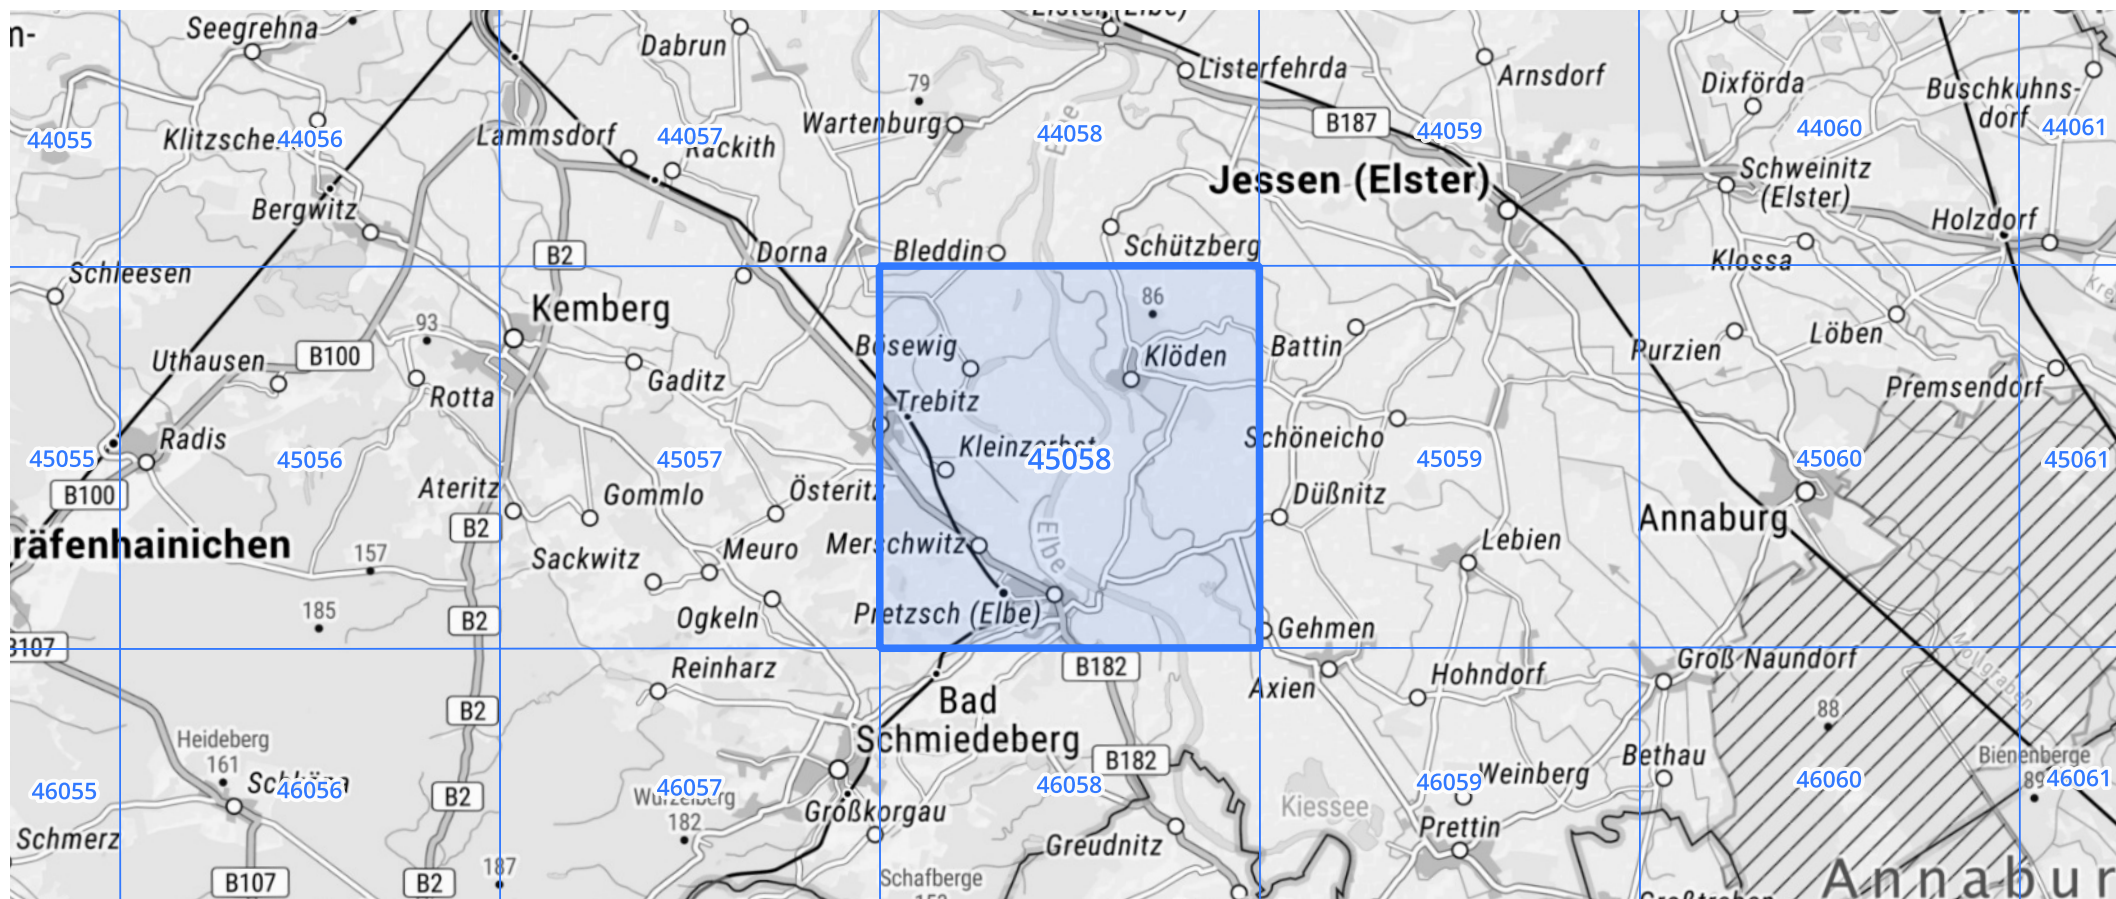 Seegrehna
Dabrun
Listerfehrda
Arnsdorf
Dixförda
Buschkuhns-
dorf
79
Wartenburg
B187
44055
Klitzsche
44056
Lammsdorf
44057
Rackith
44058
Elbe
44059
44060
44061
Jessen (Elster)
Schweinitz
(Elster)
Bergwitz
Holzdorf
B2
Dorna
Bleddin
Schützberg
Klossa
Schleesen
Kemberg
93
86
Uthausen
B100
Bösewig
Klöden
Battin
Purzien
Löben
Gaditz
Rotta
Trebitz
Premsendorf
Radis
Kleinzerbst
Schöneicho
45055
45056
45057
45058
45059
45060
45061
B100
Ateritz
Gommlo
Österitz
Düßnitz
B2
Annaburg
räfenhainichen
157
Sackwitz
Meuro
Merschwitz
Elbe
Lebien
185
B2
Ogkeln
Pretzsch (Elbe)
Gehmen
B107
Reinharz
B182
Axien
Hohndorf
Groß Naundorf
B2
Bad
Schmiedeberg
88
Heideberg
161
B182
Bethau
Bienenberge
89
46055
46056
46057
46058
46059
46060
46061
Weinberg
B2
Wurzelberg
182
Großkorgau
Kiessee
Schmerz
Greudnitz
Prettin
B107
B2
187
Schafberge
Annabur